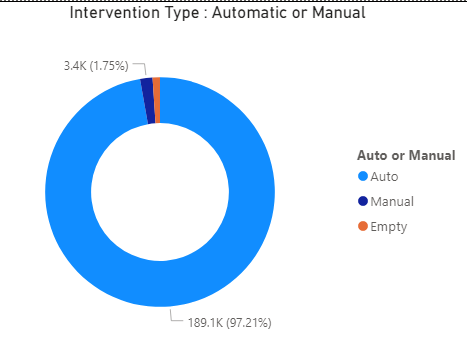 Intervention Type : Automatic or Manual
3.4K (1.75%)
Auto or Manual
Auto
Manual
Empty
189.1K (97.21%)